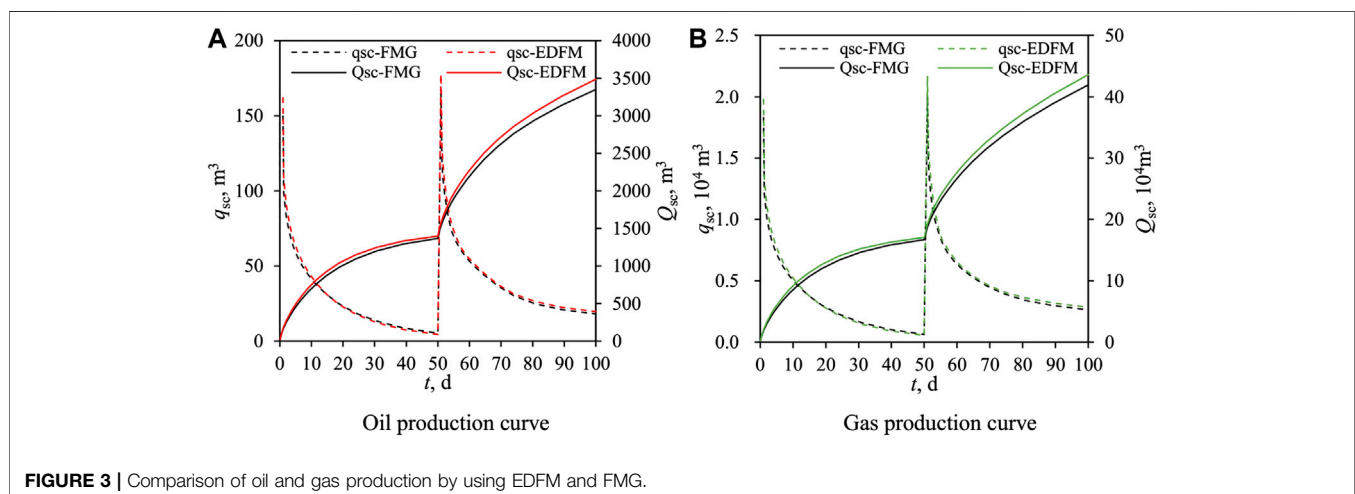 A
qsc-FMG
qsc-EDFM
Qsc-FMG
Qsc-EDFM
200
150
100
50
0
qsc, m³
4000
3500
3000
2500
2000
1500
1000
500
0
Qsc, m³
0 10 20 30 40 50 60 70 80 90 100
t, d
Oil production curve
B
qsc-FMG
qsc-EDFM
Qsc-FMG
Qsc-EDFM
2.5
2.0
1.5
1.0
0.5
0.0
qsc, 10⁴ m³
50
40
30
20
10
0
Qsc, 10⁴m³
0 10 20 30 40 50 60 70 80 90 100
t, d
Gas production curve
FIGURE 3 | Comparison of oil and gas production by using EDFM and FMG.